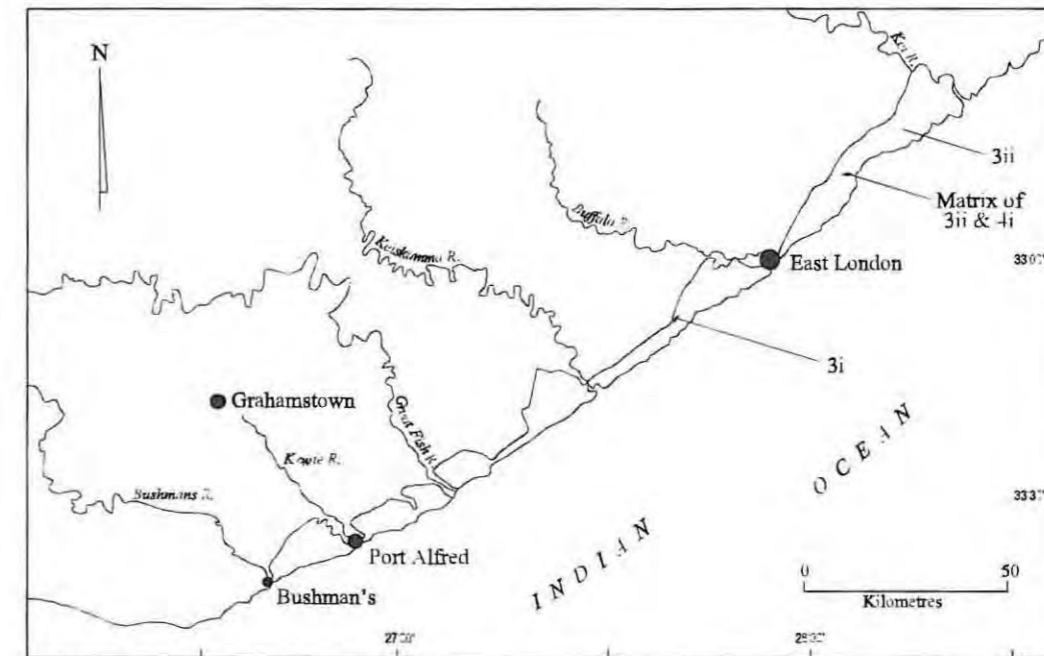 N
Kei R.
3ii
Matrix of
3ii & 4i
Buffalo R.
Keiskamma R.
East London
3i
Grahamstown
Great Fish R.
Kowie R.
Bushmans R.
Port Alfred
Bushman's
INDIAN OCEAN
0 50
Kilometres